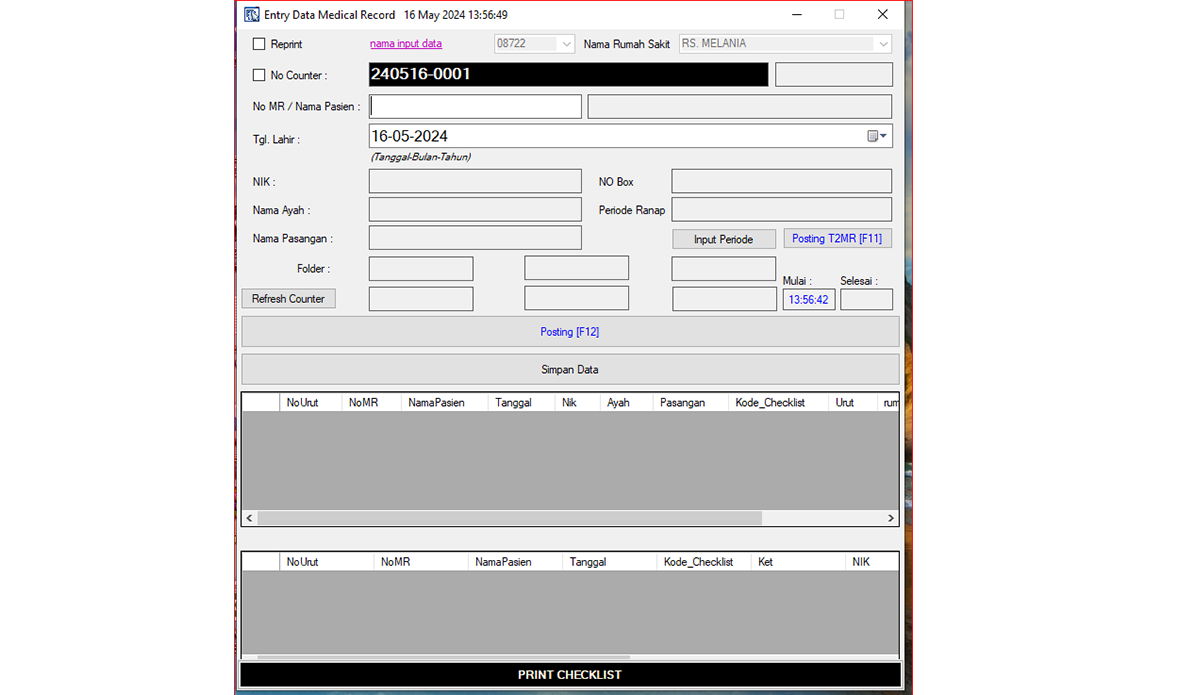 Entry Data Medical Record 16 May 2024 13:56:49
Reprint nama input data 08722 Nama Rumah Sakit RS. MELANIA
No Counter : 240516-0001
No MR / Nama Pasien :
Tgl. Lahir : 16-05-2024
(Tanggal-Bulan-Tahun)
NIK : NO Box
Nama Ayah : Periode Ranap
Nama Pasangan : Input Periode Posting T2MR [F11]
Folder :
Mulai : Selesai :
Refresh Counter 13:56:42
Posting [F12]
Simpan Data
NoUrut NoMR NamaPasien Tanggal Nik Ayah Pasangan Kode_Checklist Urut rum
NoUrut NoMR NamaPasien Tanggal Kode_Checklist Ket NIK
PRINT CHECKLIST